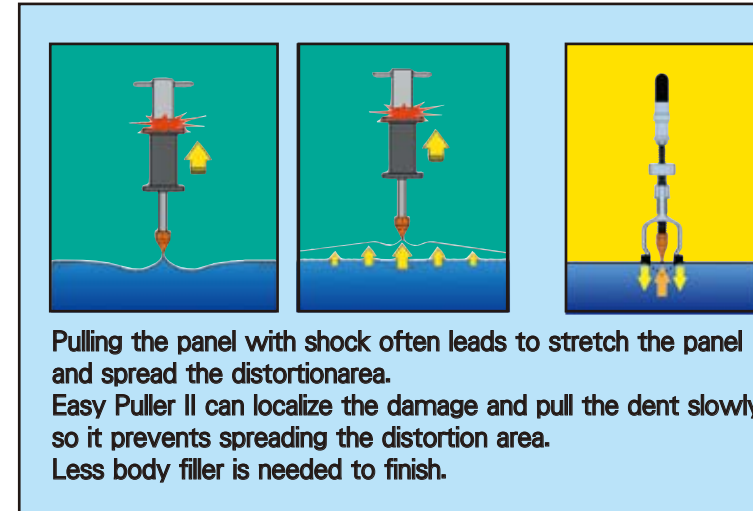 Pulling the panel with shock often leads to stretch the panel
and spread the distortionarea.
Easy Puller II can localize the damage and pull the dent slowly
so it prevents spreading the distortion area.
Less body filler is needed to finish.